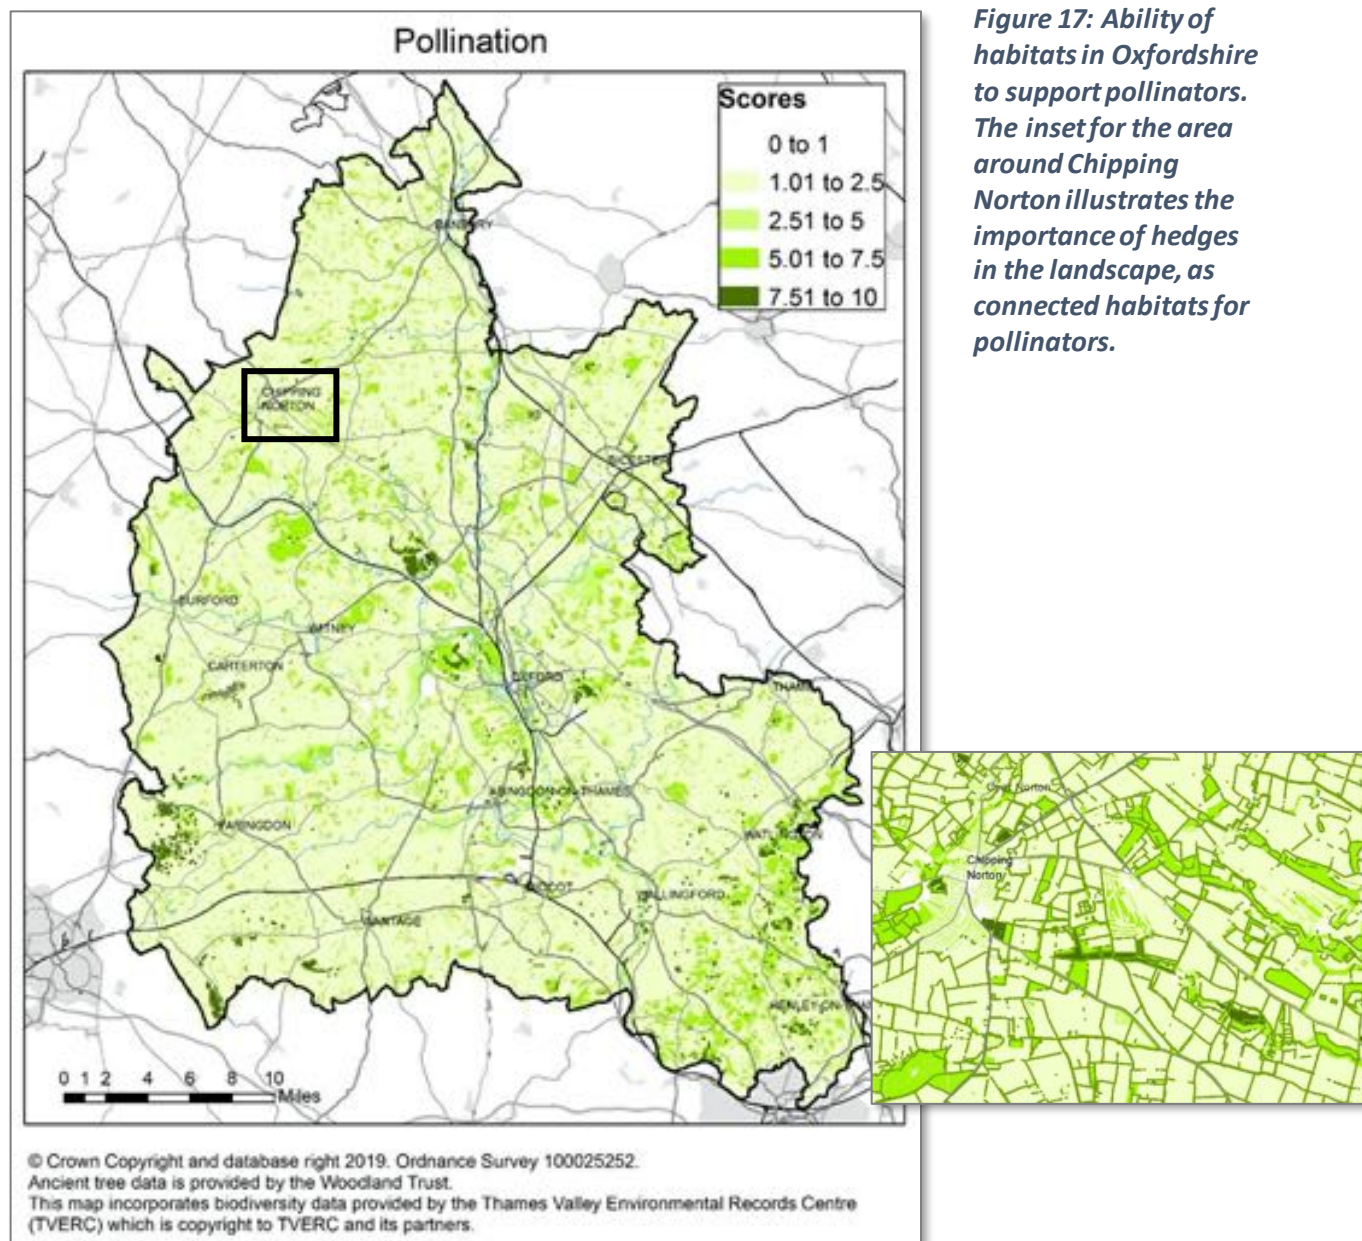 Pollination
Scores
0 to 1
1.01 to 2.5
2.51 to 5
5.01 to 7.5
7.51 to 10
BANBURY
CHIPPING
NORTON
BICESTER
BURFORD
WITNEY
CARTERTON
OXFORD
THAME
ABINGDON-ON-THAMES
FARINGDON
WATLINGTON
DIDCOT
WALLINGFORD
WANTAGE
HENLEY-ON-THAM
0 1 2 4 6 8 10
Miles
© Crown Copyright and database right 2019. Ordnance Survey 100025252.
Ancient tree data is provided by the Woodland Trust.
This map incorporates biodiversity data provided by the Thames Valley Environmental Records Centre
(TVERC) which is copyright to TVERC and its partners.
Figure 17: Ability of
habitats in Oxfordshire
to support pollinators.
The inset for the area
around Chipping
Norton illustrates the
importance of hedges
in the landscape, as
connected habitats for
pollinators.
Over Norton
Chipping
Norton